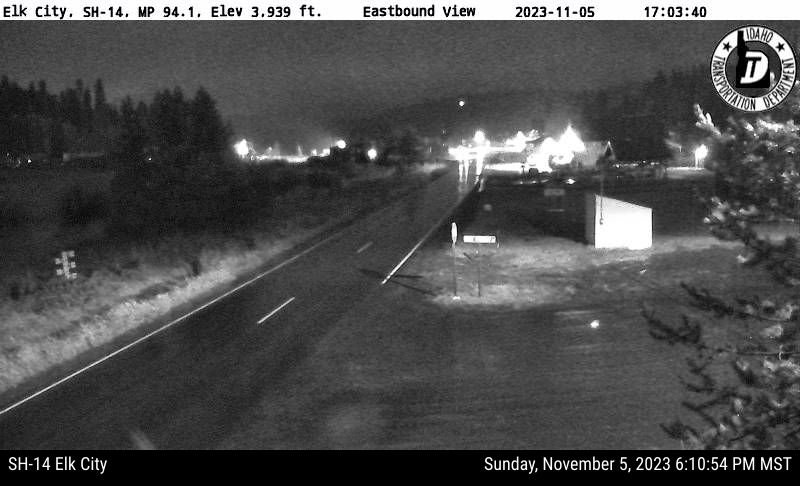 Elk City, SH-14, MP 94.1, Elev 3,939 ft. Eastbound View 2023-11-05 17:03:40
IDAHO
TRANSPORTATION DEPARTMENT
SH-14 Elk City Sunday, November 5, 2023 6:10:54 PM MST